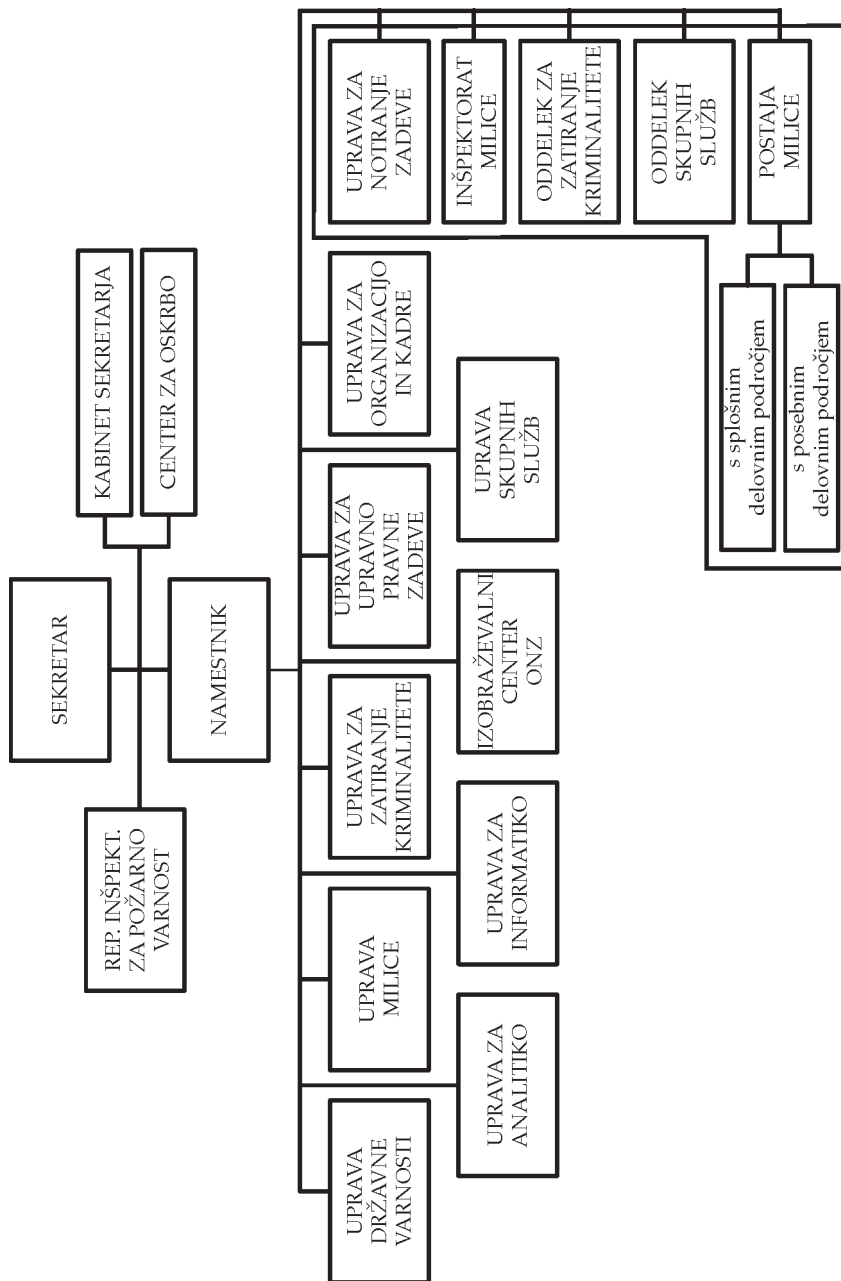 SEKRETAR
KABINET SEKRETARJA
CENTER ZA OSKRBO
REP. INŠPEKT.
ZA POŽARNO
VARNOST
NAMESTNIK
UPRAVA
DRŽAVNE
VARNOSTI
UPRAVA
MILICE
UPRAVA ZA
ZATIRANJE
KRIMINALITETE
UPRAVA ZA
UPRAVNO
PRAVNE
ZADEVE
UPRAVA ZA
ORGANIZACIJO
IN KADRE
UPRAVA ZA
NOTRANJE
ZADEVE
UPRAVA ZA
ANALITIKO
UPRAVA ZA
INFORMATIKO
IZOBRAŽEVALNI
CENTER
ONZ
UPRAVA
SKUPNIH
SLUŽB
INŠPEKTORAT
MILICE
ODDELEK ZA
ZATIRANJE
KRIMINALITETE
ODDELEK
SKUPNIH
SLUŽB
POSTAJA
MILICE
s splošnim
delovnim področjem
s posebnim
delovnim področjem